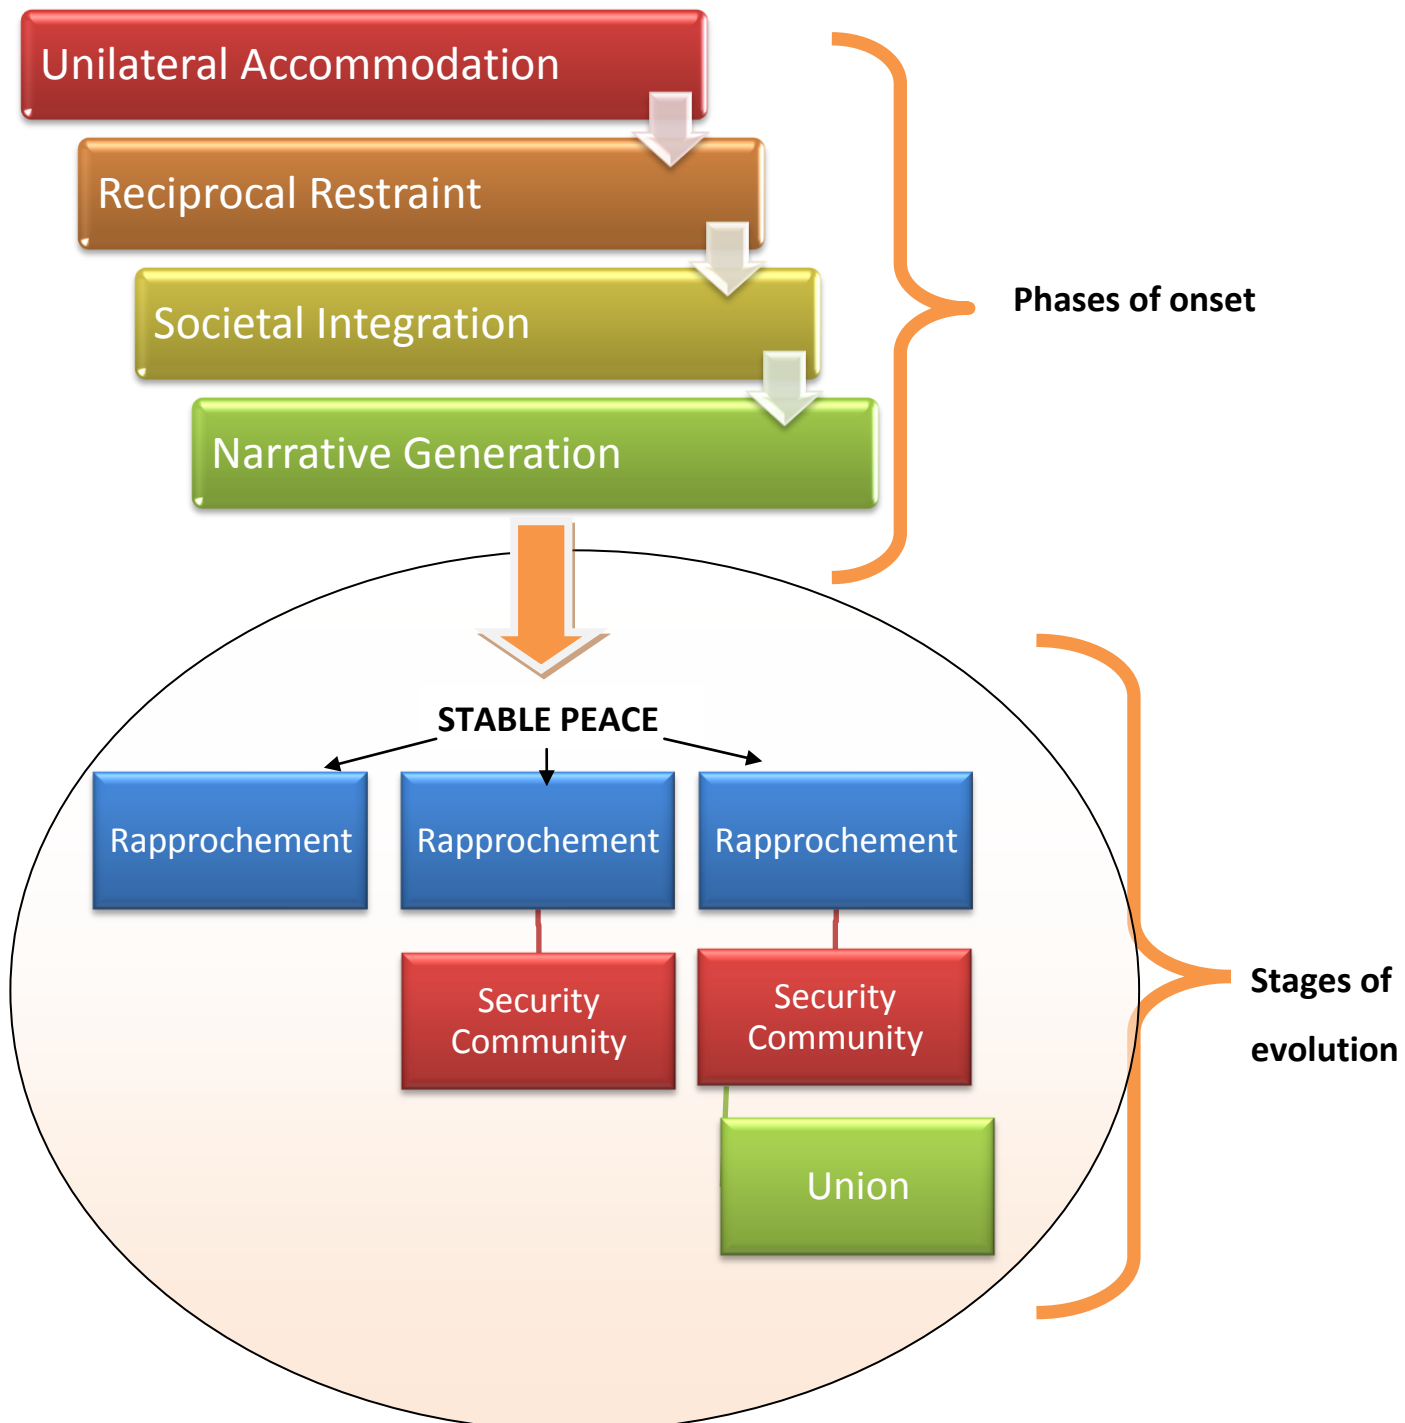 Unilateral Accommodation
Reciprocal Restraint
Societal Integration
Narrative Generation
Phases of onset
STABLE PEACE
Rapprochement
Rapprochement
Rapprochement
Security
Community
Security
Community
Union
Stages of
evolution